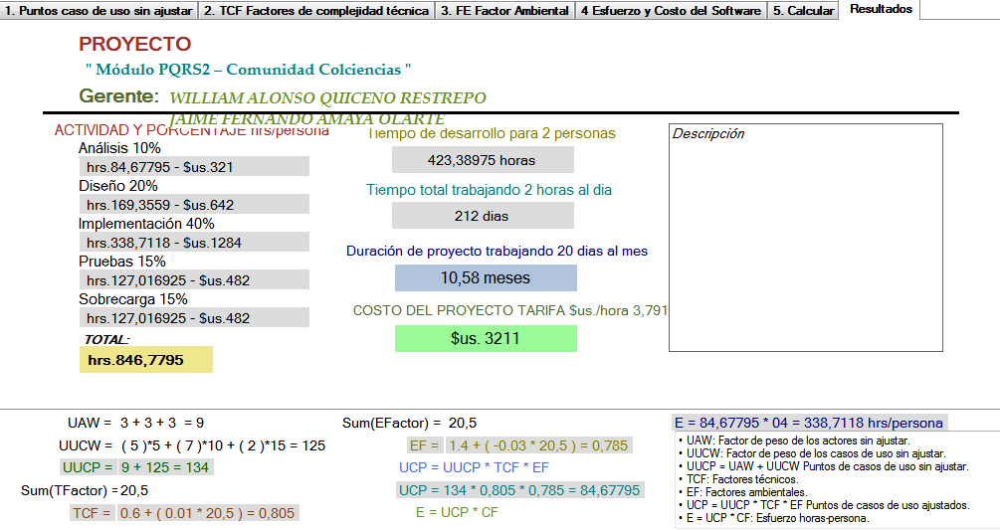 1. Puntos caso de uso sin ajustar
2. TCF Factores de complejidad técnica
3. FE Factor Ambiental
4 Esfuerzo y Costo del Software
5. Calcular
Resultados
PROYECTO
" Módulo PQRS2 – Comunidad Colciencias "
Gerente: WILLIAM ALONSO QUICENO RESTREPO
JAIME FERNANDO AMAYA OLARTE
ACTIVIDAD Y PORCENTAJE hrs/persona
Análisis 10%
hrs.84,67795 - $us.321
Diseño 20%
hrs.169,3559 - $us.642
Implementación 40%
hrs.338,7118 - $us.1284
Pruebas 15%
hrs.127,016925 - $us.482
Sobrecarga 15%
hrs.127,016925 - $us.482
TOTAL:
hrs.846,7795
Tiempo de desarrollo para 2 personas
423,38975 horas
Tiempo total trabajando 2 horas al dia
212 dias
Duración de proyecto trabajando 20 dias al mes
10,58 meses
COSTO DEL PROYECTO TARIFA $us./hora 3,791
$us. 3211
Descripción
UAW = 3 + 3 + 3 = 9
UUCW = ( 5 )*5 + ( 7 )*10 + ( 2 )*15 = 125
UUCP = 9 + 125 = 134
Sum(TFactor) = 20,5
TCF = 0.6 + ( 0.01 * 20,5 ) = 0,805
Sum(EFactor) = 20,5
EF = 1.4 + ( -0.03 * 20,5 ) = 0,785
UCP = UUCP * TCF * EF
UCP = 134 * 0,805 * 0,785 = 84,67795
E = UCP * CF
E = 84,67795 * 04 = 338,7118 hrs/persona
• UAW: Factor de peso de los actores sin ajustar.
• UUCW: Factor de peso de los casos de uso sin ajustar.
• UUCP = UAW + UUCW Puntos de casos de uso sin ajustar.
• TCF: Factores técnicos.
• EF: Factores ambientales.
• UCP = UUCP * TCF * EF Puntos de casos de uso ajustados.
• E = UCP * CF: Esfuerzo horas-persona.